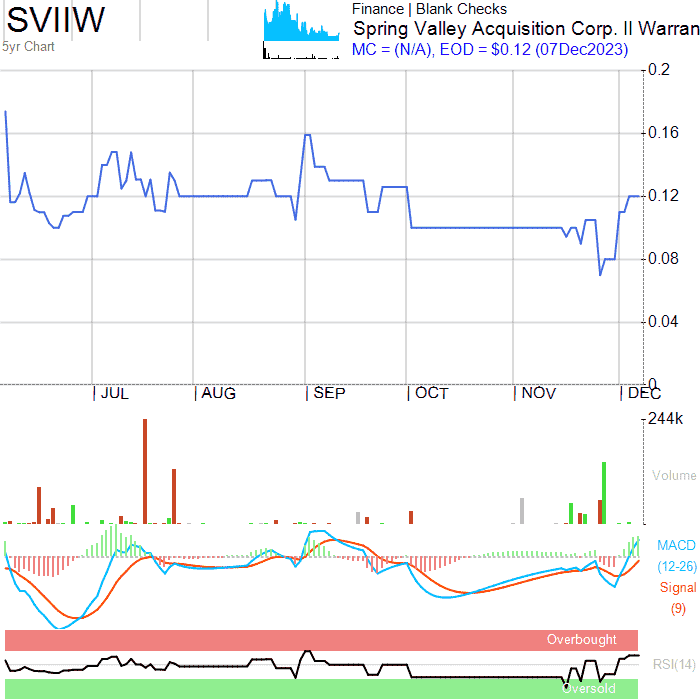 SVIIW
5yr Chart
Finance | Blank Checks
Spring Valley Acquisition Corp. II Warran
MC = (N/A), EOD = $0.12 (07Dec2023)
0.2
0.16
0.12
0.08
0.04
0
JUL
AUG
SEP
OCT
NOV
DEC
244k
Volume
MACD
(12-26)
Signal
(9)
Overbought
RSI(14)
Oversold